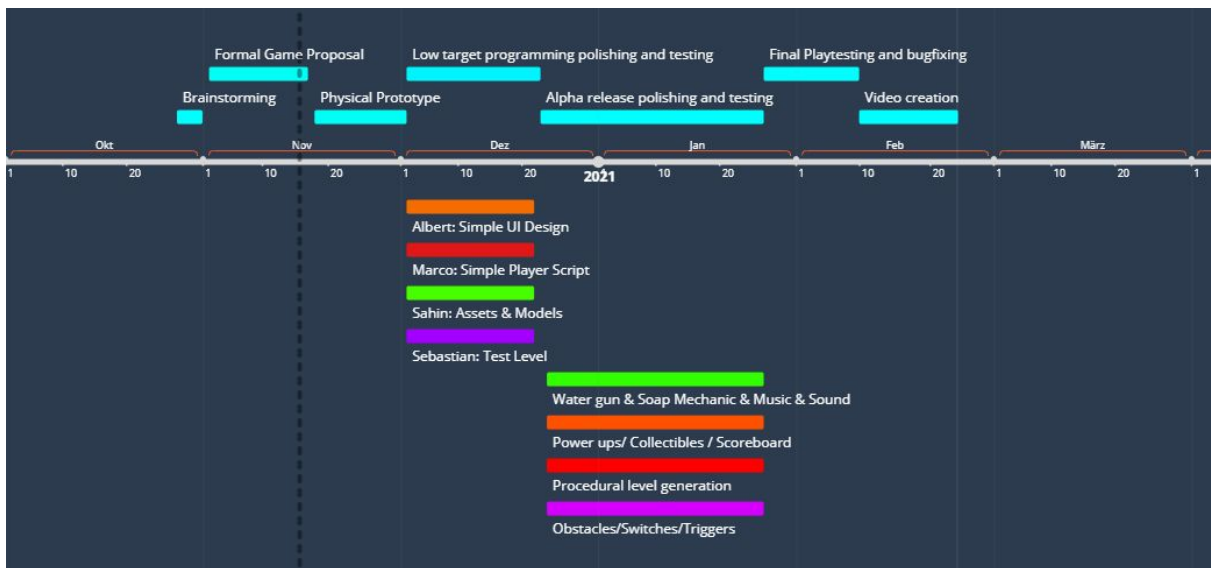 Formal Game Proposal Low target programming polishing and testing Final Playtesting and bugfixing
Brainstorming Physical Prototype Alpha release polishing and testing Video creation
Okt Nov Dez Jan Feb März
1 10 20 1 10 20 1 10 20 2021 10 20 1 10 20 1 10 20 1
Albert: Simple UI Design
Marco: Simple Player Script
Sahin: Assets & Models
Sebastian: Test Level
Water gun & Soap Mechanic & Music & Sound
Power ups/ Collectibles / Scoreboard
Procedural level generation
Obstacles/Switches/Triggers